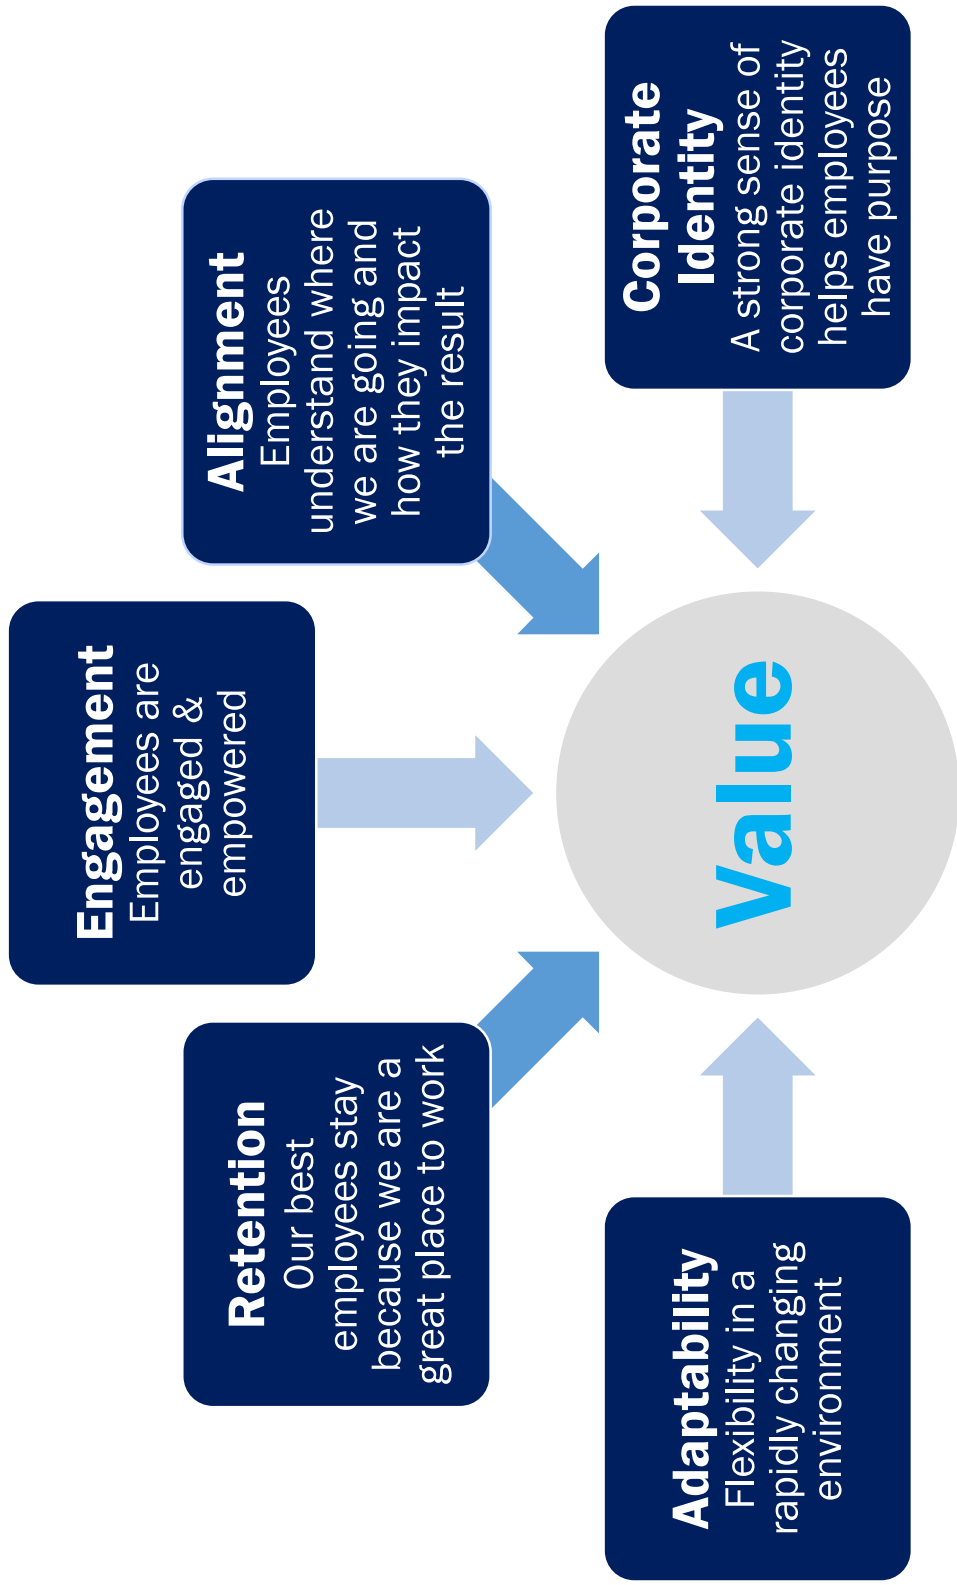 Adaptability
Flexibility in a
rapidly changing
environment
Retention
Our best
employees stay
because we are a
great place to work
Engagement
Employees are
engaged &
empowered
Alignment
Employees
understand where
we are going and
how they impact
the result
Corporate
Identity
A strong sense of
corporate identity
helps employees
have purpose
Value